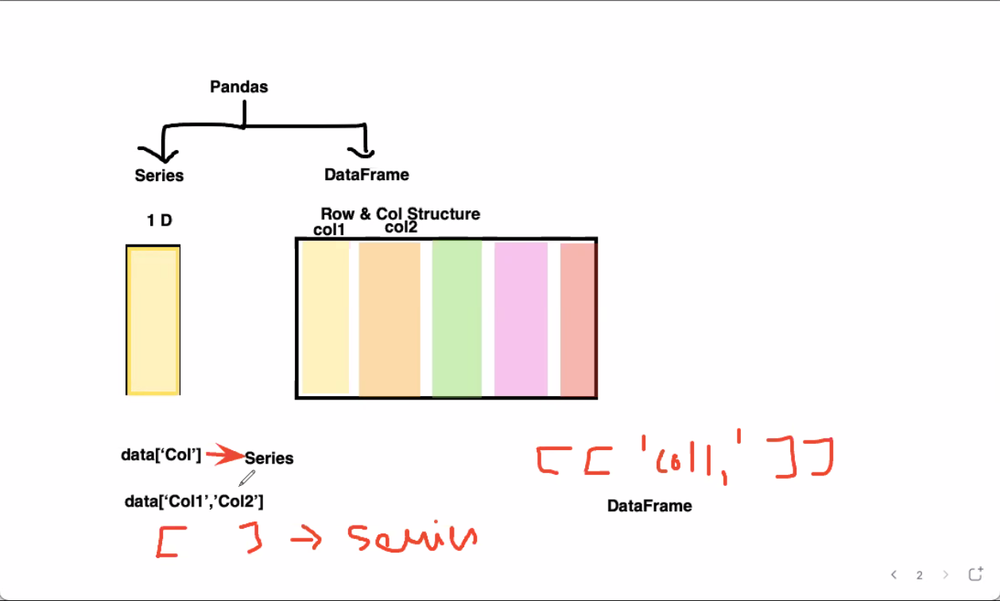 Pandas
Series
DataFrame
1 D
Row & Col Structure
col1
col2
data[‘Col’]
Series
data[‘Col1’,’Col2’]
[ ] → Series
[[ 'Col1,' ]]
DataFrame
2